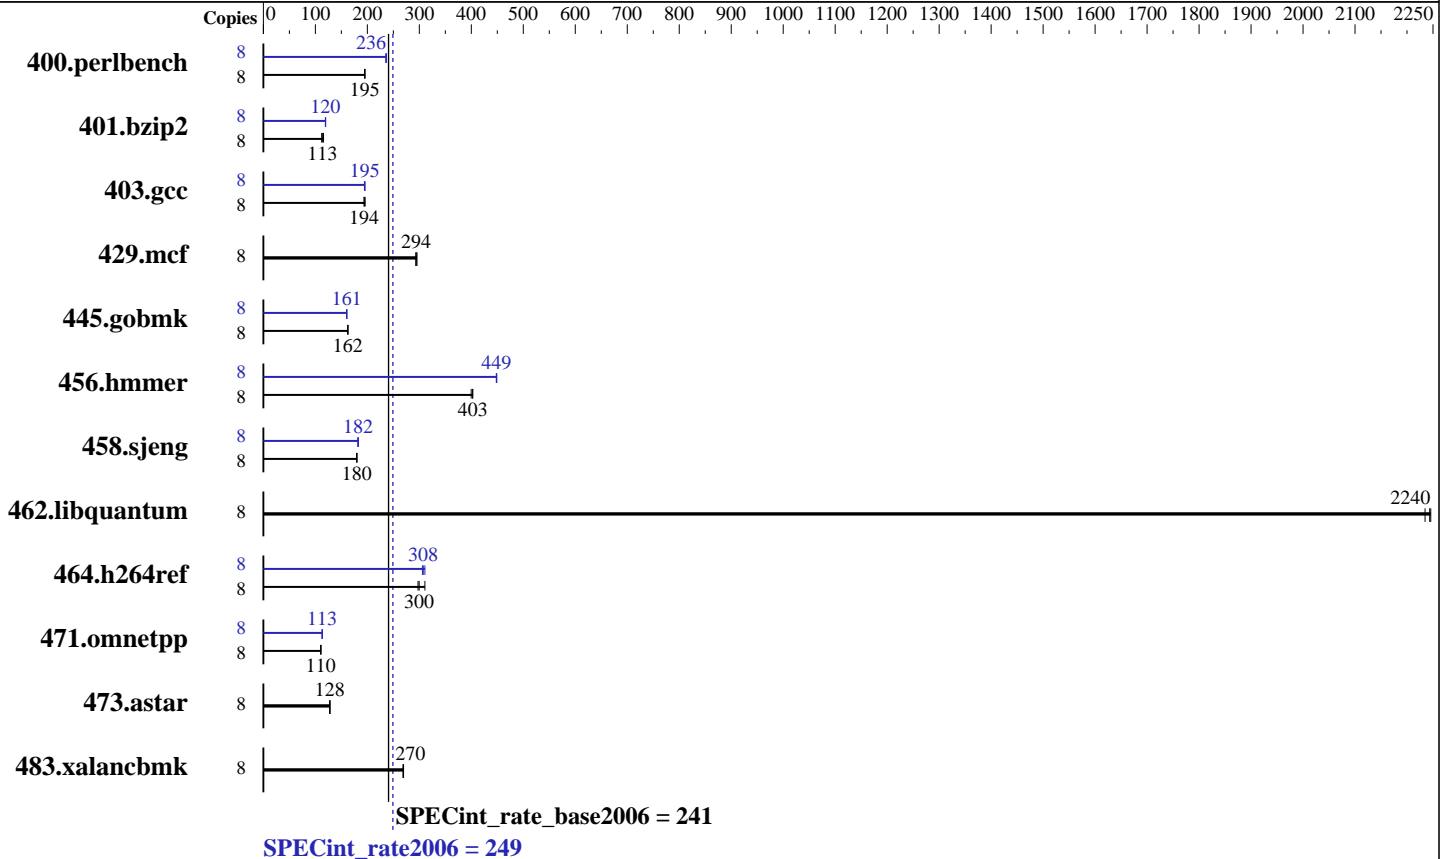 Copies 0 100 200 300 400 500 600 700 800 900 1000 1100 1200 1300 1400 1500 1600 1700 1800 1900 2000 2100 2250
400.perlbench 8 236
8 195
401.bzip2 8 120
8 113
403.gcc 8 195
8 194
429.mcf 8 294
445.gobmk 8 161
8 162
456.hmmer 8 449
8 403
458.sjeng 8 182
8 180
462.libquantum 8 2240
464.h264ref 8 308
8 300
471.omnetpp 8 113
8 110
473.astar 8 128
483.xalancbmk 8 270
SPECint_rate_base2006 = 241
SPECint_rate2006 = 249